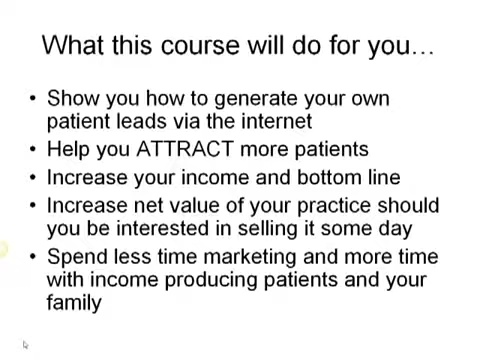 What this course will do for you…
• Show you how to generate your own
patient leads via the internet
• Help you ATTRACT more patients
• Increase your income and bottom line
• Increase net value of your practice should
you be interested in selling it some day
• Spend less time marketing and more time
with income producing patients and your
family